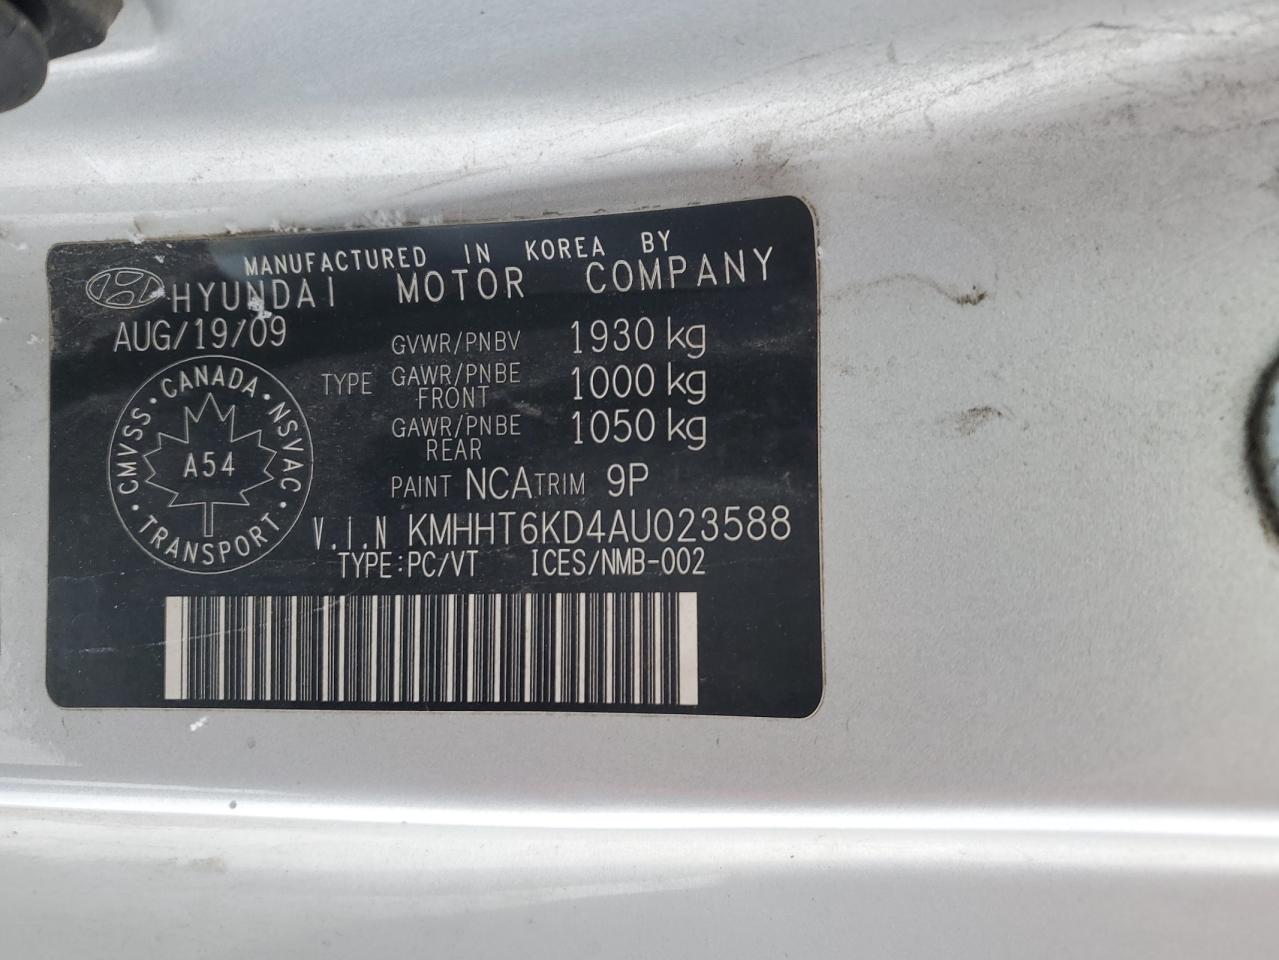 MANUFACTURED IN KOREA BY
HYUNDAI MOTOR COMPANY
AUG/19/09
GVWR/PNBV 1930 kg
TYPE GAWR/PNBE FRONT 1000 kg
GAWR/PNBE REAR 1050 kg
PAINT NCA TRIM 9P
V.I.N KMHHT6KD4AU023588
TYPE:PC/VT ICES/NMB-002
CMVSS · CANADA · NSVAC · TRANSPORT ·
A54